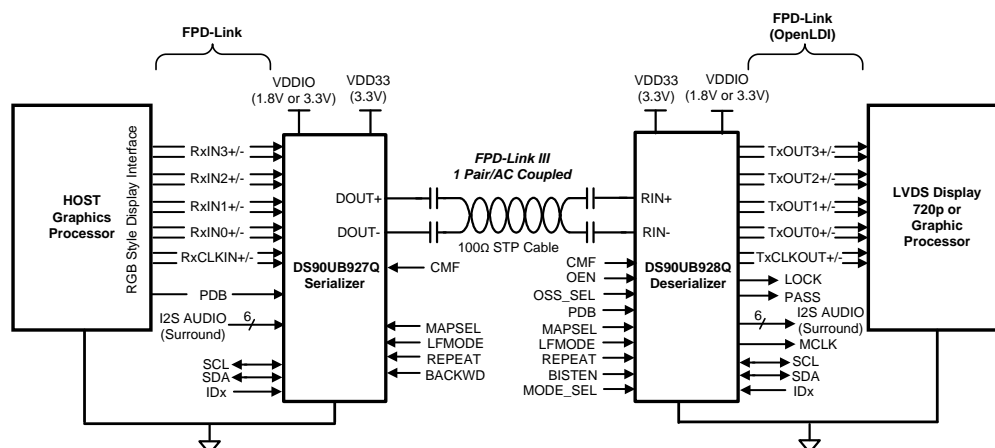 FPD-Link
FPD-Link
(OpenLDI)
VDDIO
(1.8V or 3.3V)
VDD33
(3.3V)
VDD33
(3.3V)
VDDIO
(1.8V or 3.3V)
HOST
Graphics
Processor
RGB Style Display Interface
RxIN3+/-
RxIN2+/-
RxIN1+/-
RxIN0+/-
RxCLKIN+/-
PDB
I2S AUDIO
(Surround)
6
SCL
SDA
IDx
DOUT+
DOUT-
DS90UB927Q
Serializer
CMF
MAPSEL
LFMODE
REPEAT
BACKWD
FPD-Link III
1 Pair/AC Coupled
100Ω STP Cable
RIN+
RIN-
DS90UB928Q
Deserializer
CMF
OEN
OSS_SEL
PDB
MAPSEL
LFMODE
REPEAT
BISTEN
MODE_SEL
TxOUT3+/-
TxOUT2+/-
TxOUT1+/-
TxOUT0+/-
TxCLKOUT+/-
LOCK
PASS
6
I2S AUDIO
(Surround)
MCLK
SCL
SDA
IDx
LVDS Display
720p or
Graphic
Processor